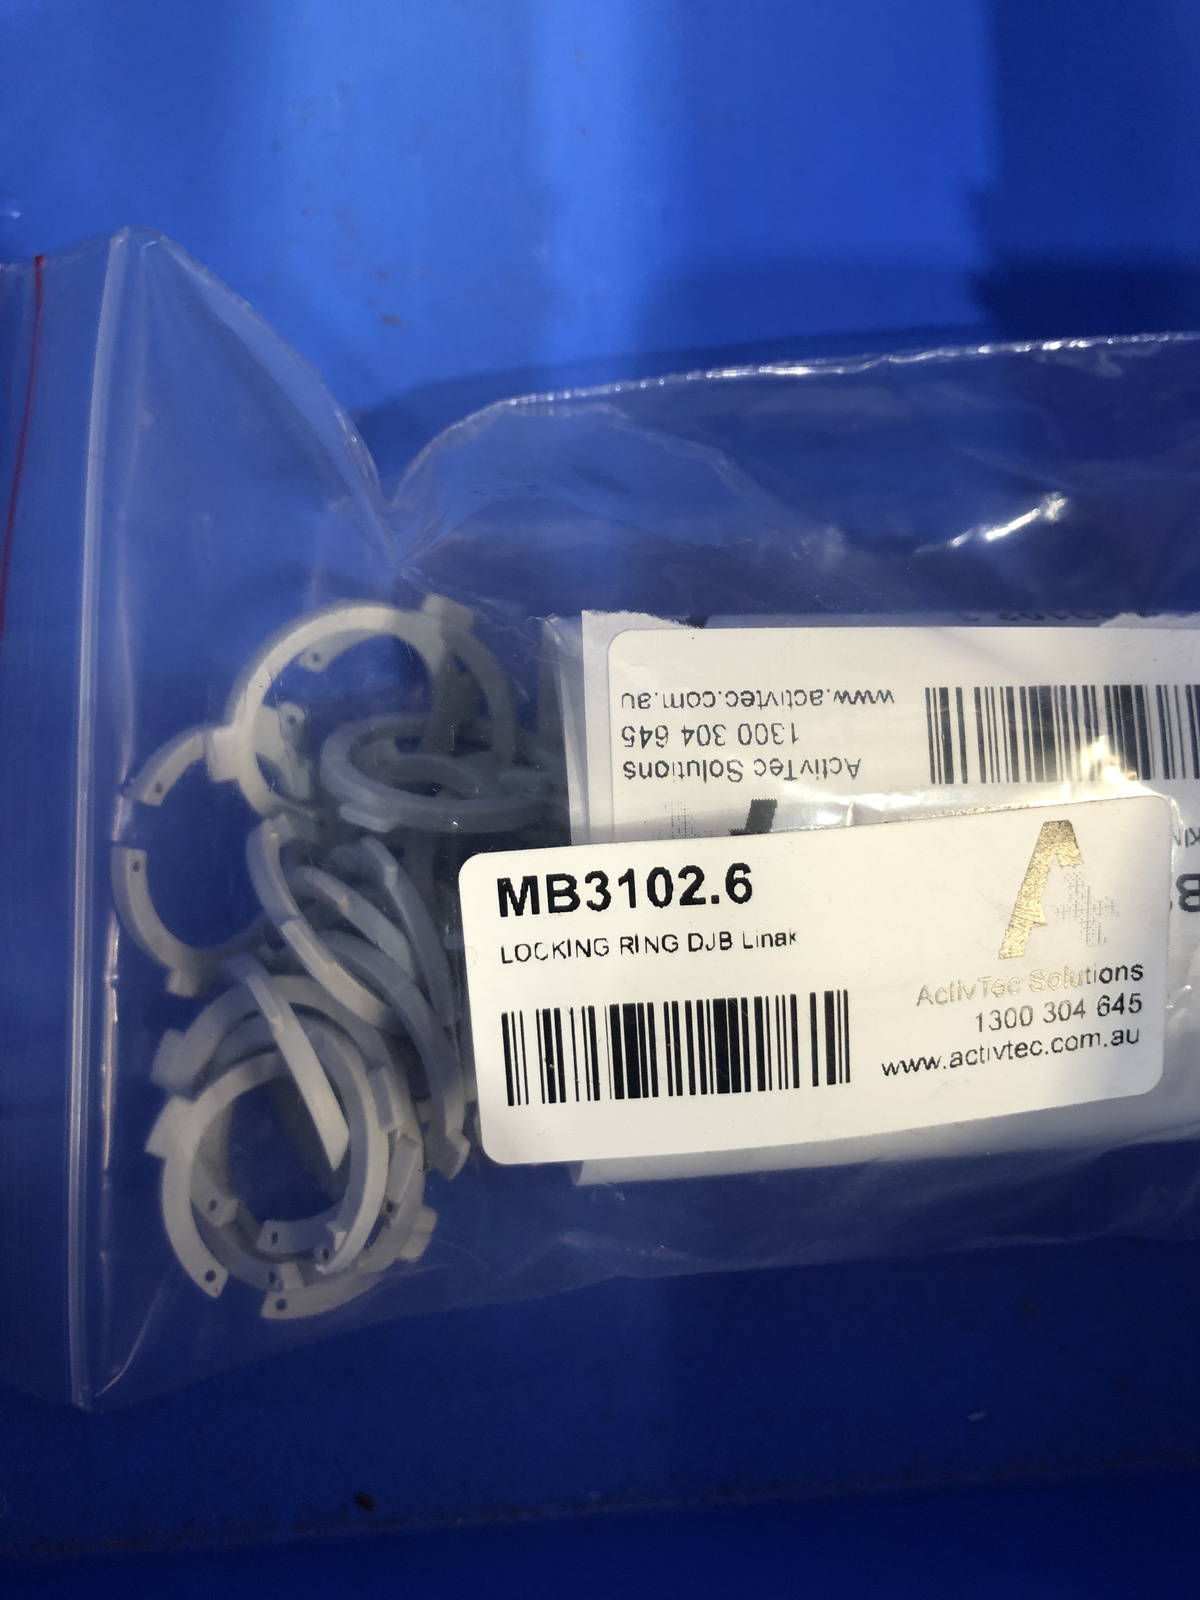 www.activtec.com.au
1300 304 645
ActivTec Solutions
MB3102.6
LOCKING RING DJB Linak
ActivTec Solutions
1300 304 645
www.activtec.com.au